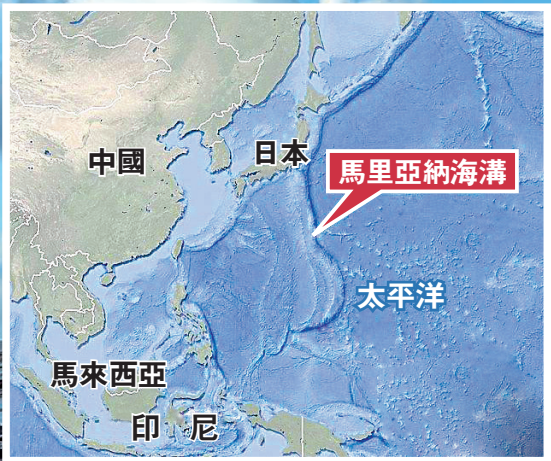 中國
日本
馬里亞納海溝
太平洋
馬來西亞
印尼